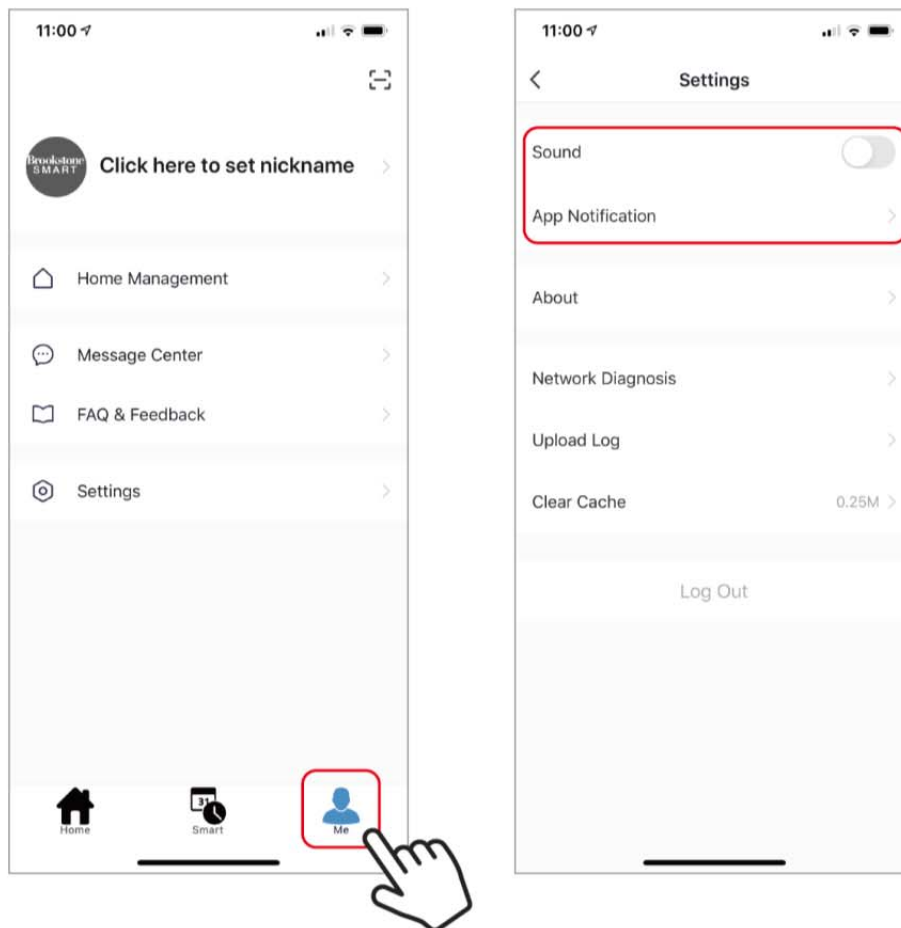 11:00
Brookstone
SMART
Click here to set nickname
Home Management
Message Center
FAQ & Feedback
Settings
31
Home
Smart
Me
11:00
Settings
Sound
App Notification
About
Network Diagnosis
Upload Log
Clear Cache 0.25M
Log Out